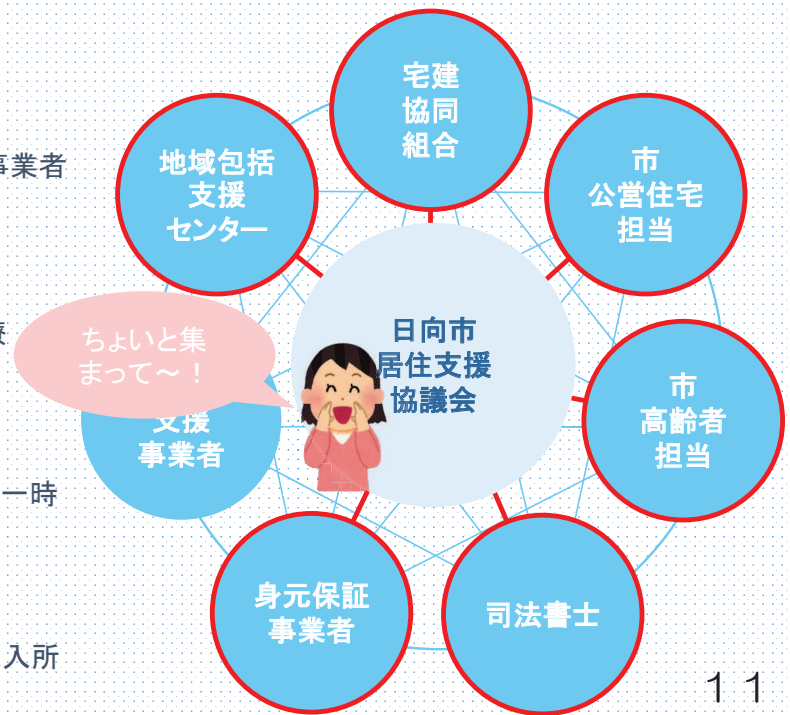 宅建
協同
組合
地域包括
支援
センター
市
公営住宅
担当
事業者
ちょいと集
まって～！
日向市
居住支援
協議会
市
高齢者
担当
支援
事業者
一時
身元保証
事業者
司法書士
入所
１１